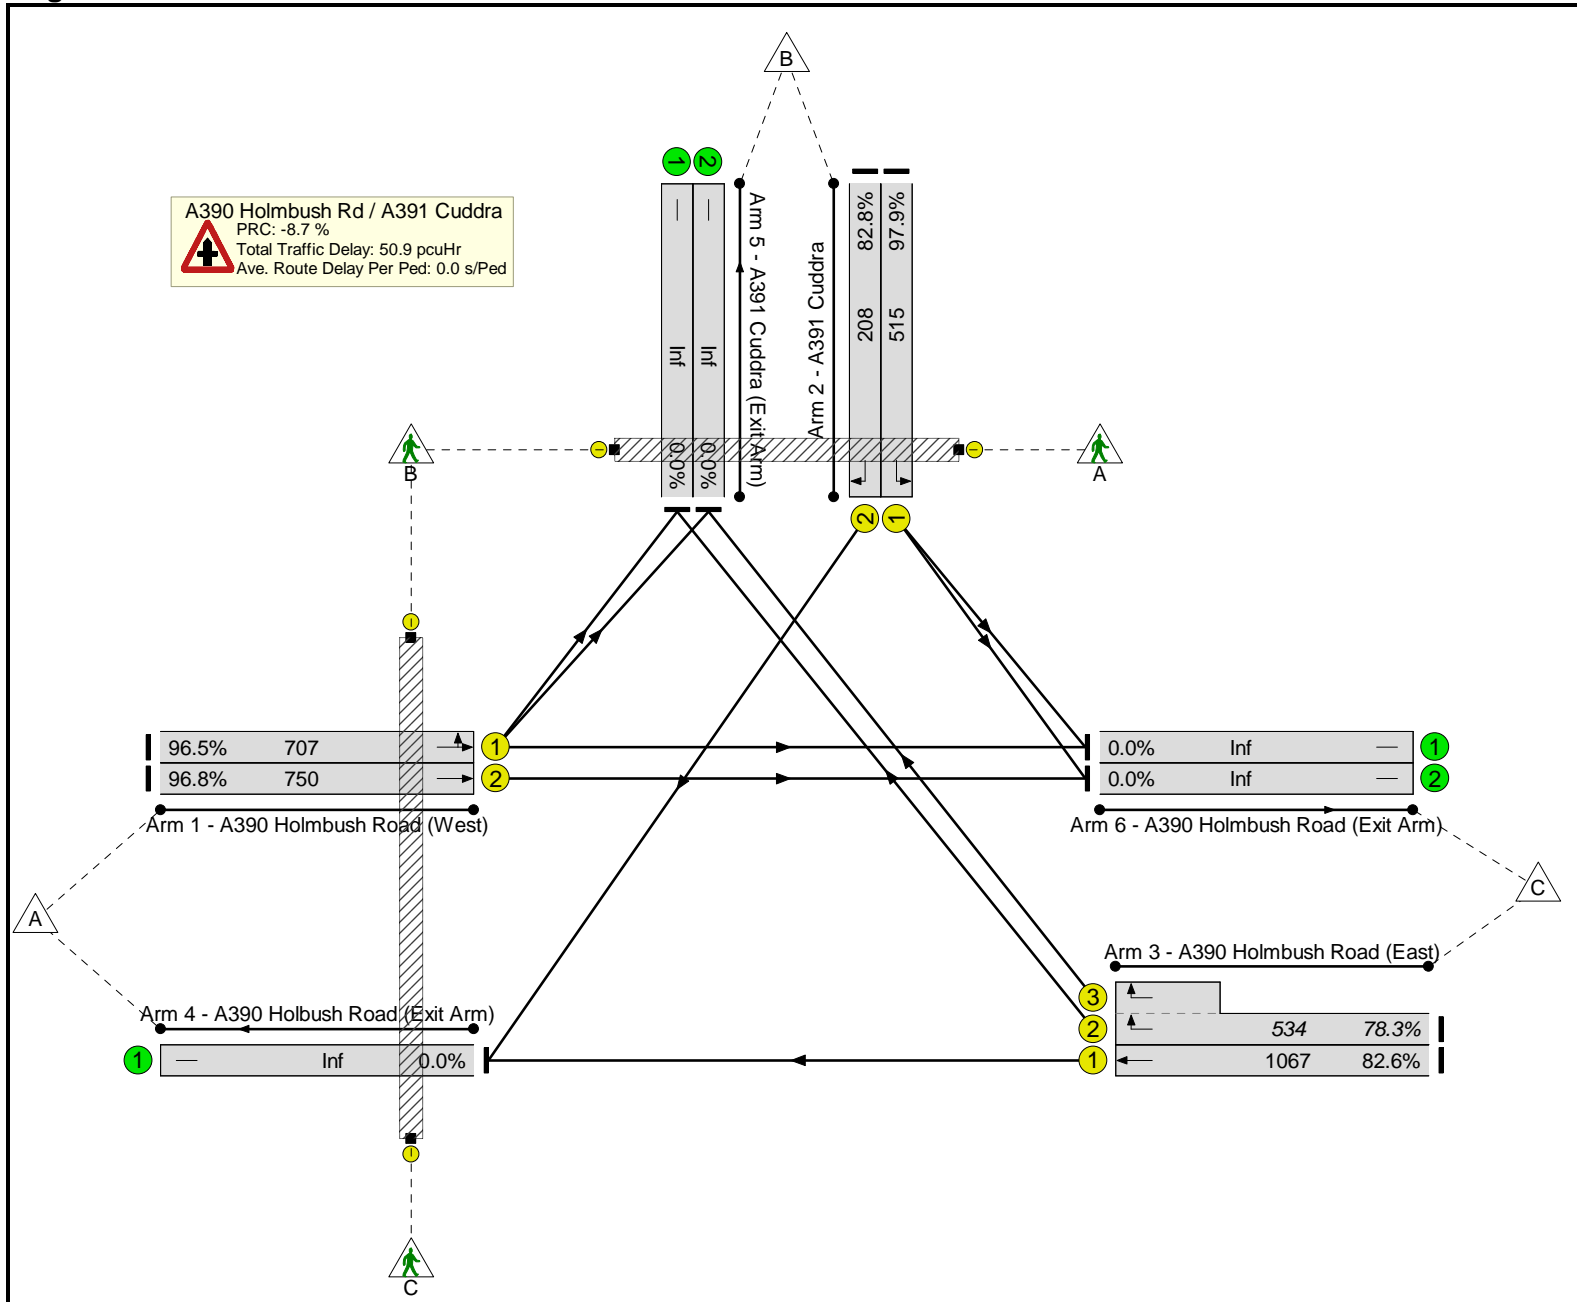 B
A390 Holmbush Rd / A391 Cuddra
PRC: -8.7 %
Total Traffic Delay: 50.9 pcuHr
Ave. Route Delay Per Ped: 0.0 s/Ped
1
2
— Inf 0.0%
— Inf 0.0%
Arm 5 - A391 Cuddra (Exit Arm)
Arm 2 - A391 Cuddra
208 82.8%
515 97.9%
2
1
B
A
96.5% 707
1
96.8% 750
2
Arm 1 - A390 Holmbush Road (West)
0.0% Inf —
1
0.0% Inf —
2
Arm 6 - A390 Holmbush Road (Exit Arm)
A
C
Arm 3 - A390 Holmbush Road (East)
3
2
534 78.3%
1
1067 82.6%
Arm 4 - A390 Holbush Road (Exit Arm)
1
— Inf 0.0%
C